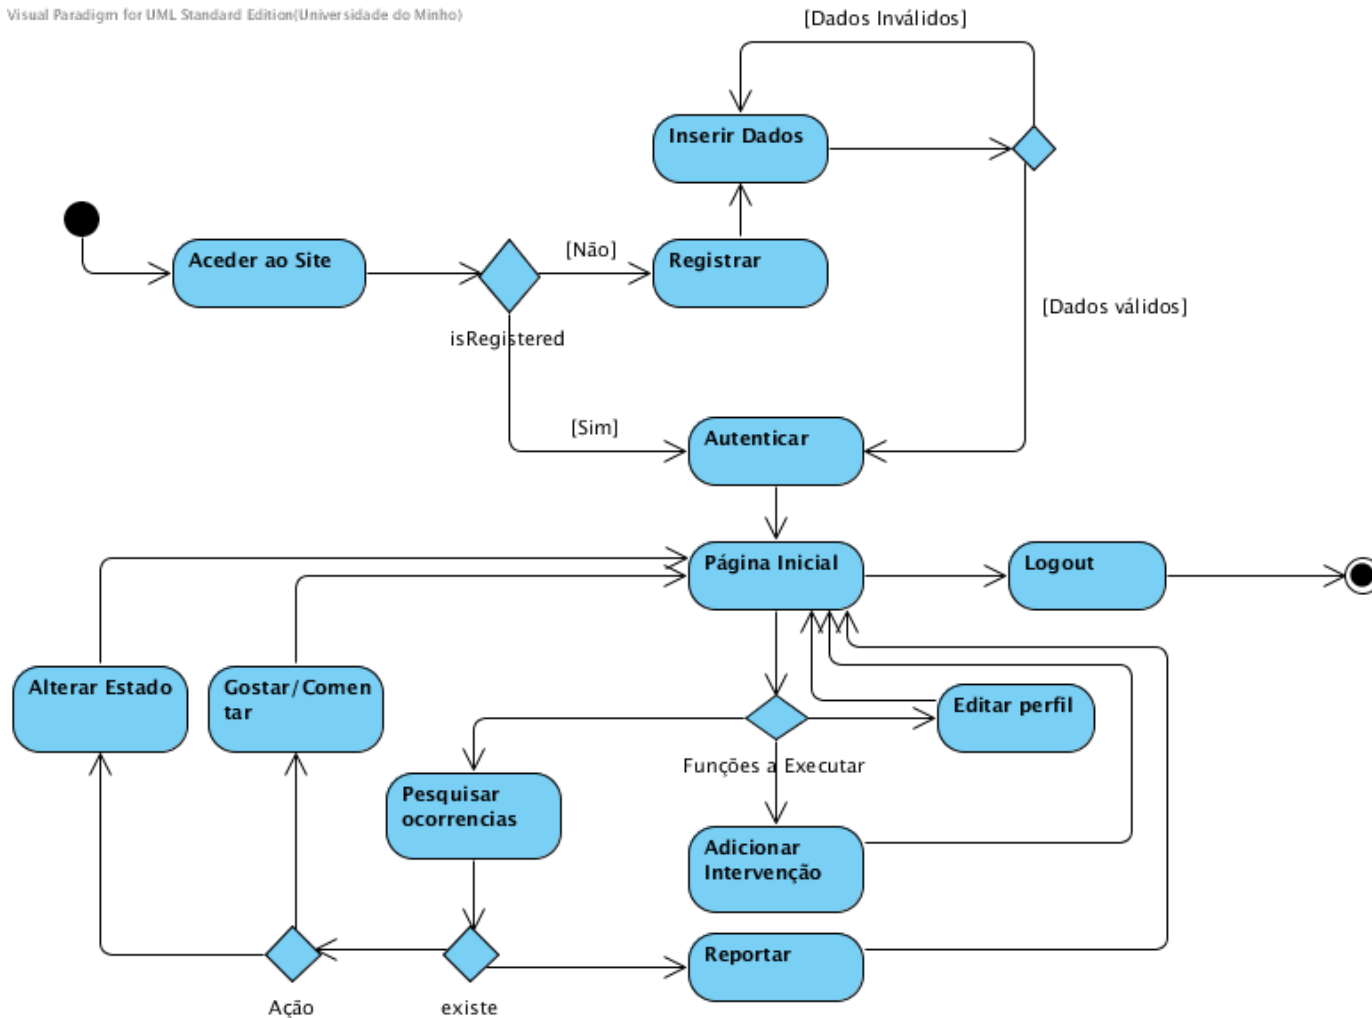 Visual Paradigm for UML Standard Edition(Universidade do Minho)
[Dados Inválidos]
Inserir Dados
[Não]
Aceder ao Site
Registrar
[Dados válidos]
isRegistered
[Sim]
Autenticar
Página Inicial
Logout
Alterar Estado
Gostar/Comen
tar
Editar perfil
Funções a Executar
Pesquisar
ocorrencias
Adicionar
Intervenção
Reportar
Ação
existe